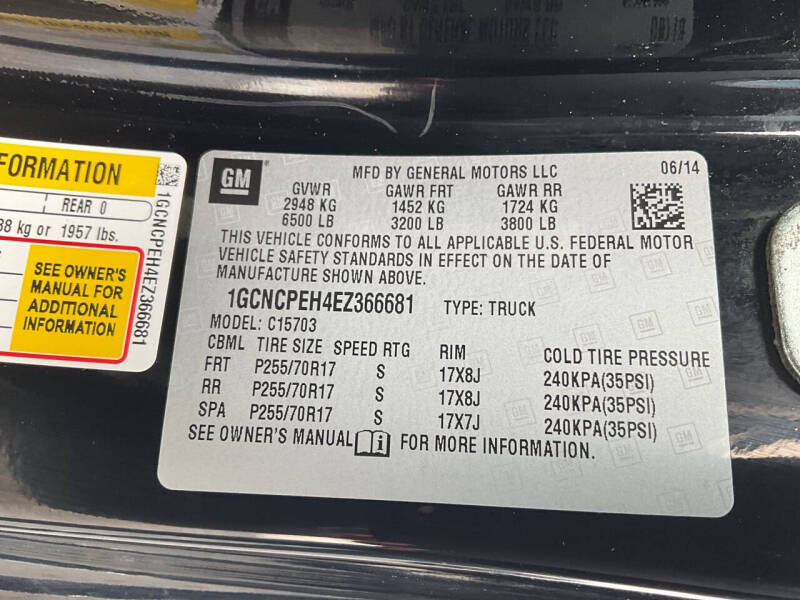 FORMATION
REAR 0
38 kg or 1957 lbs.
SEE OWNER'S
MANUAL FOR
ADDITIONAL
INFORMATION
1GCNCPEH4EZ366681
GM
MFD BY GENERAL MOTORS LLC 06/14
GVWR GAWR FRT GAWR RR
2948 KG 1452 KG 1724 KG
6500 LB 3200 LB 3800 LB
THIS VEHICLE CONFORMS TO ALL APPLICABLE U.S. FEDERAL MOTOR
VEHICLE SAFETY STANDARDS IN EFFECT ON THE DATE OF
MANUFACTURE SHOWN ABOVE.
1GCNCPEH4EZ366681 TYPE: TRUCK
MODEL: C15703
CBML TIRE SIZE SPEED RTG RIM COLD TIRE PRESSURE
FRT P255/70R17 S 17X8J 240KPA(35PSI)
RR P255/70R17 S 17X8J 240KPA(35PSI)
SPA P255/70R17 S 17X7J 240KPA(35PSI)
SEE OWNER'S MANUAL i FOR MORE INFORMATION.